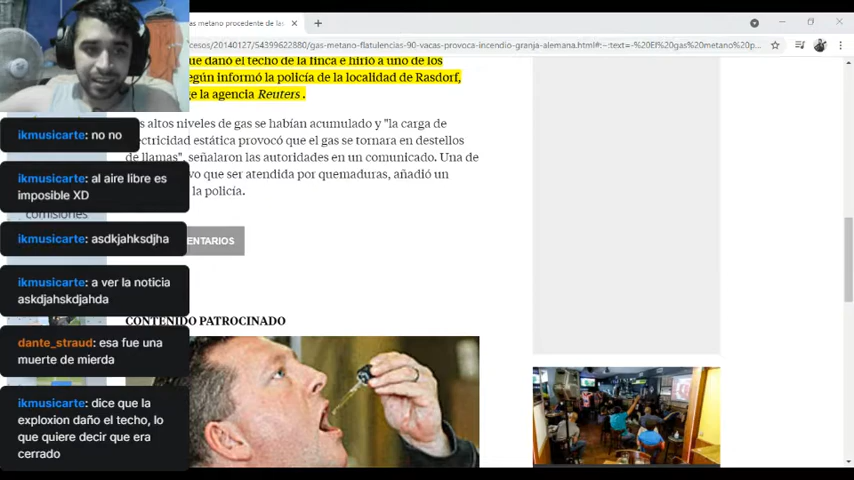 as metano procedente de las
cesos/20140127/54399622880/gas-metano-flatulencias-90-vacas-provoca-incendio-granja-alemana.html#:~:text=-%20El%20gas%20metano%20p...
ue dañó el techo de la finca e hirió a uno de los
egún informó la policía de la localidad de Rasdorf,
ge la agencia Reuters .
s altos niveles de gas se habían acumulado y "la carga de
ectricidad estática provocó que el gas se tornara en destellos
de llamas", señalaron las autoridades en un comunicado. Una de
vo que ser atendida por quemaduras, añadió un
la policía.
comisiones
ENTARIOS
CONTENIDO PATROCINADO
ikmusicarte: no no
ikmusicarte: al aire libre es
imposible XD
ikmusicarte: asdkjahksdjha
ikmusicarte: a ver la noticia
askdjahskdjahda
dante_straud: esa fue una
muerte de mierda
ikmusicarte: dice que la
exploxion daño el techo, lo
que quiere decir que era
cerrado